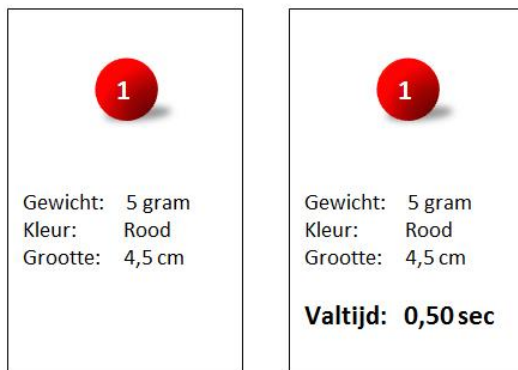 1
Gewicht: 5 gram
Kleur: Rood
Grootte: 4,5 cm
1
Gewicht: 5 gram
Kleur: Rood
Grootte: 4,5 cm
Valtijd: 0,50 sec